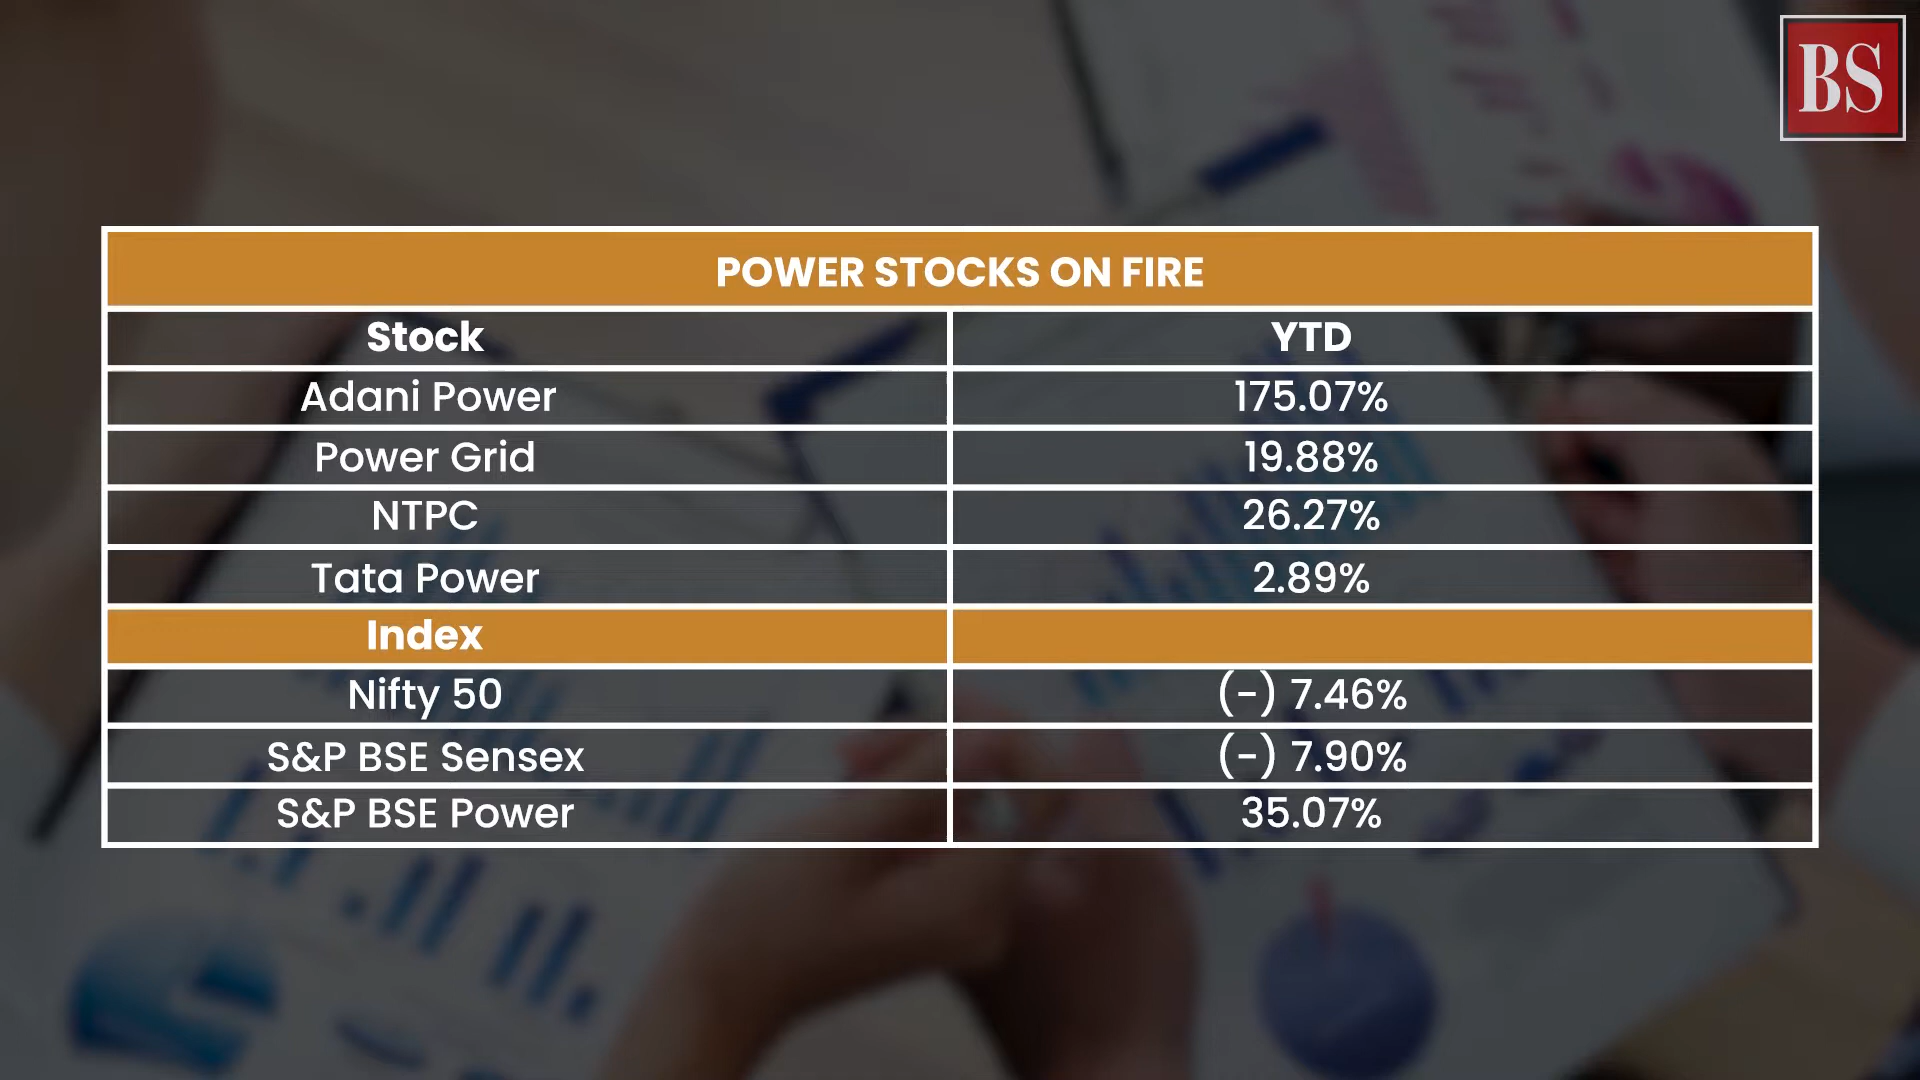 BS
POWER STOCKS ON FIRE
Stock YTD
Adani Power 175.07%
Power Grid 19.88%
NTPC 26.27%
Tata Power 2.89%
Index
Nifty 50 (-) 7.46%
S&P BSE Sensex (-) 7.90%
S&P BSE Power 35.07%